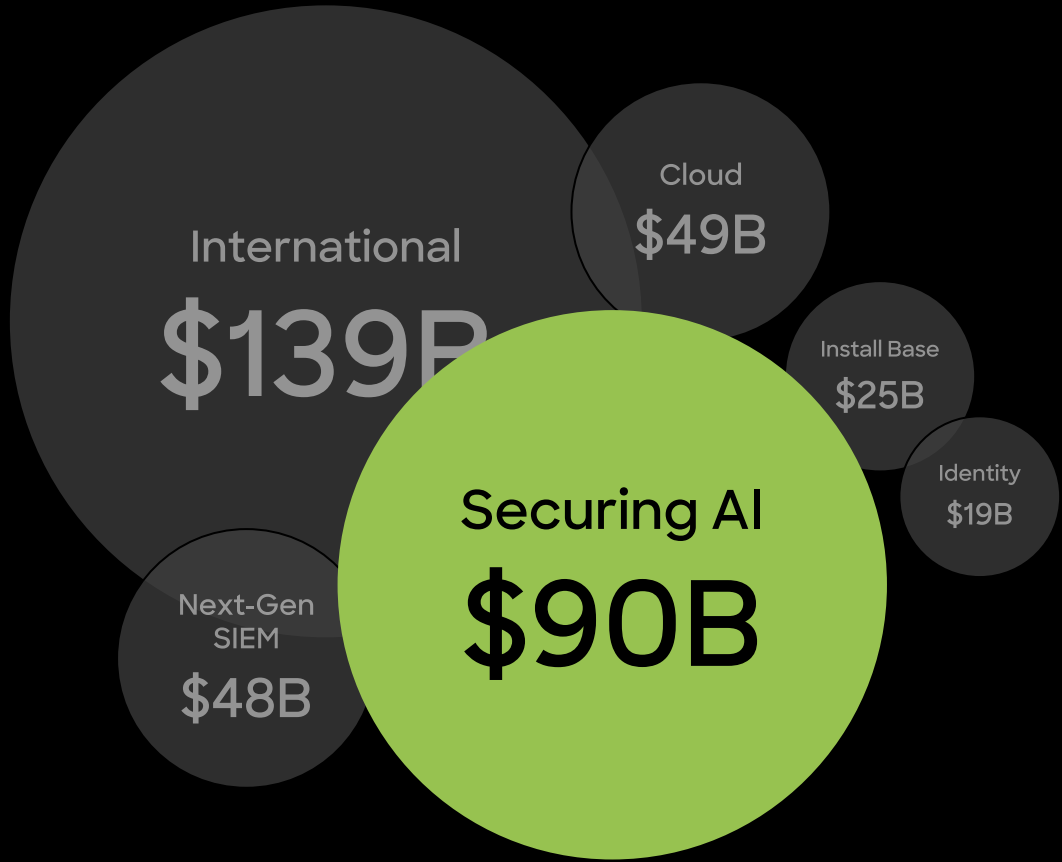 International
$139B
Cloud
$49B
Install Base
$25B
Identity
$19B
Securing AI
$90B
Next-Gen
SIEM
$48B